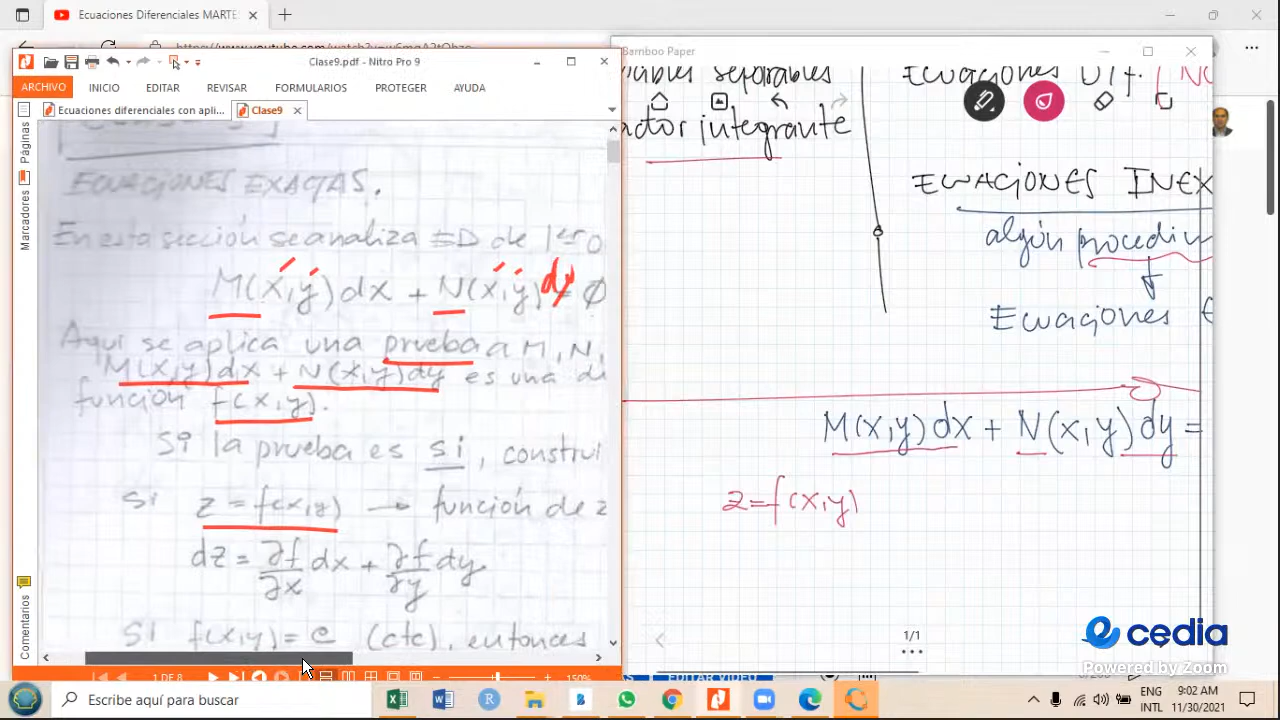 Ecuaciones Diferenciales MARTE
Clase9.pdf - Nitro Pro 9
ARCHIVO INICIO EDITAR REVISAR FORMULARIOS PROTEGER AYUDA
Ecuaciones diferenciales con apli... Clase9
Páginas
Marcadores
Comentarios
ECUACIONES EXACTAS.
En esta sección se analiza ED de 1er O
M(x,y)dx + N(x,y) dy = ∅
Aquí se aplica una prueba a M, N,
M(x,y)dx + N(x,y)dy es una di
función f(x,y).
Si la prueba es si, construi
Si z = f(x,y) → función de z
dz = ∂f/∂x dx + ∂f/∂y dy
Si f(x,y) = c (cte), entonces
1 DE 8
150%
Bamboo Paper
iables separables
actor integrante
Ecuaciones Dif.
ECUACIONES INEX
algún procedim
Ecuaciones E
M(x,y)dx + N(x,y)dy =
z=f(x,y)
1/1
cedia
Powered by Zoom
EDITAR VIDEO
Escribe aquí para buscar
ENG
INTL
9:02 AM
11/30/2021